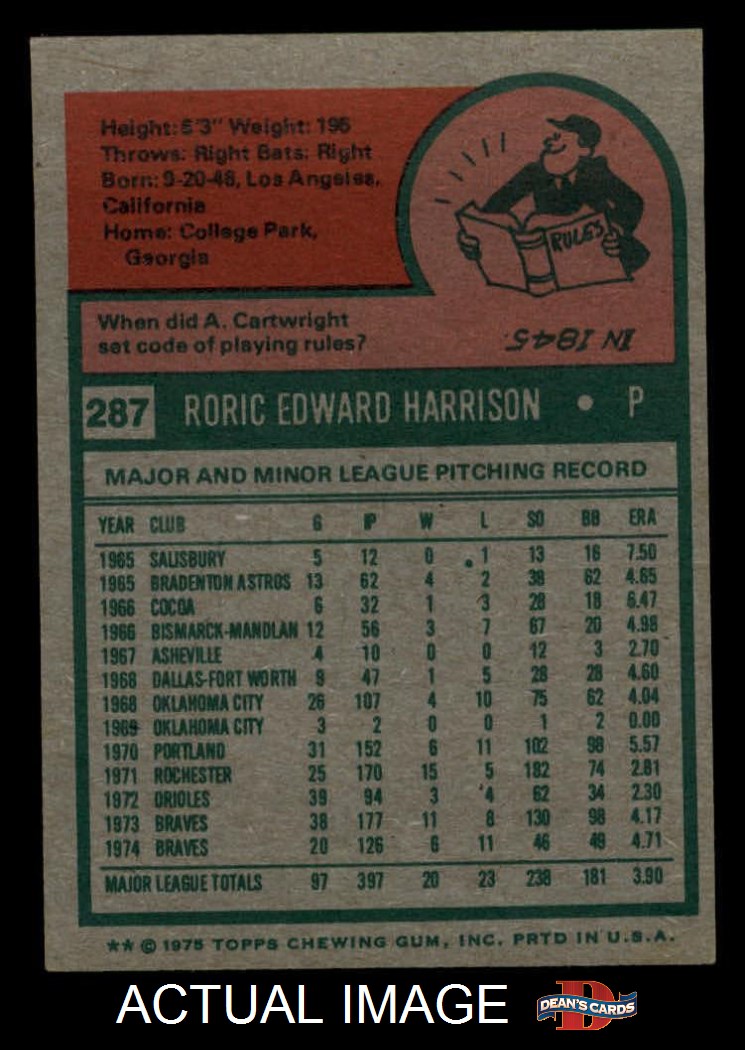 Height: 6'3" Weight: 195
Throws: Right Bats: Right
Born: 9-20-46, Los Angeles,
California
Home: College Park,
Georgia
RULES
When did A. Cartwright
set code of playing rules?
IN 1845.
287 RORIC EDWARD HARRISON • P
MAJOR AND MINOR LEAGUE PITCHING RECORD
YEAR CLUB G IP W L SO BB ERA
1965 SALISBURY 5 12 0 1 13 16 7.50
1965 BRADENTON ASTROS 13 62 4 2 38 62 4.65
1966 COCOA 6 32 1 3 28 18 6.47
1966 BISMARCK-MANDLAN 12 56 3 7 67 20 4.98
1967 ASHEVILLE 4 10 0 0 12 3 2.70
1968 DALLAS-FORT WORTH 9 47 1 5 28 28 4.60
1968 OKLAHOMA CITY 26 107 4 10 75 62 4.04
1969 OKLAHOMA CITY 3 2 0 0 1 2 0.00
1970 PORTLAND 31 152 6 11 102 98 5.57
1971 ROCHESTER 25 170 15 5 182 74 2.81
1972 ORIOLES 39 94 3 4 62 34 2.30
1973 BRAVES 38 177 11 8 130 98 4.17
1974 BRAVES 20 126 6 11 46 49 4.71
MAJOR LEAGUE TOTALS 97 397 20 23 238 181 3.90
** © 1975 TOPPS CHEWING GUM, INC. PRTD IN U.S.A.
ACTUAL IMAGE DEAN'S CARDS